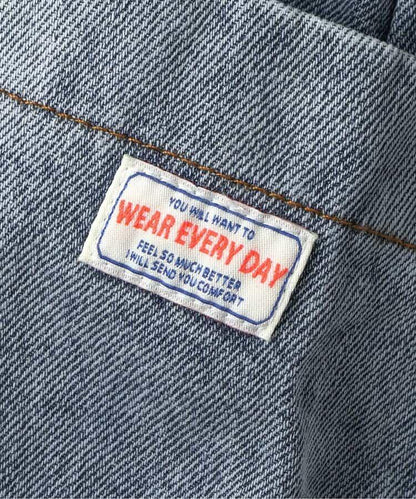 YOU WILL WANT TO
WEAR EVERY DAY
FEEL SO MUCH BETTER
I WILL SEND YOU COMFORT